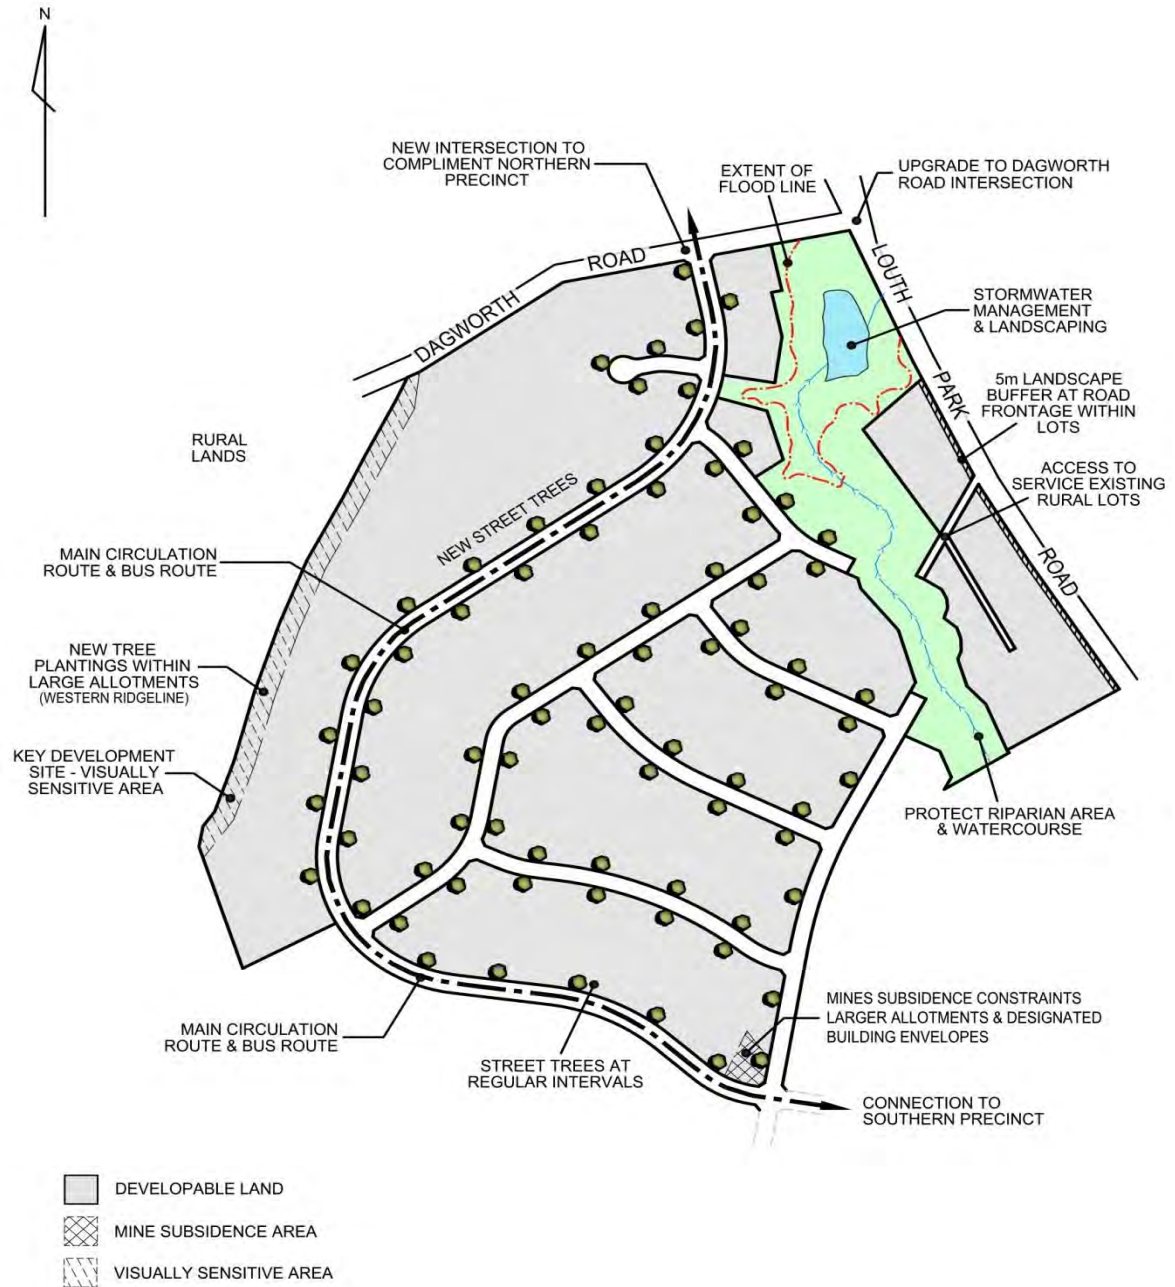 N
NEW INTERSECTION TO
COMPLIMENT NORTHERN
PRECINCT
EXTENT OF
FLOOD LINE
UPGRADE TO DAGWORTH
ROAD INTERSECTION
DAGWORTH ROAD
LOUTH PARK ROAD
STORMWATER
MANAGEMENT
& LANDSCAPING
5m LANDSCAPE
BUFFER AT ROAD
FRONTAGE WITHIN
LOTS
ACCESS TO
SERVICE EXISTING
RURAL LOTS
RURAL
LANDS
NEW STREET TREES
MAIN CIRCULATION
ROUTE & BUS ROUTE
NEW TREE
PLANTINGS WITHIN
LARGE ALLOTMENTS
(WESTERN RIDGELINE)
KEY DEVELOPMENT
SITE - VISUALLY
SENSITIVE AREA
PROTECT RIPARIAN AREA
& WATERCOURSE
MINES SUBSIDENCE CONSTRAINTS
LARGER ALLOTMENTS & DESIGNATED
BUILDING ENVELOPES
MAIN CIRCULATION
ROUTE & BUS ROUTE
STREET TREES AT
REGULAR INTERVALS
CONNECTION TO
SOUTHERN PRECINCT
DEVELOPABLE LAND
MINE SUBSIDENCE AREA
VISUALLY SENSITIVE AREA